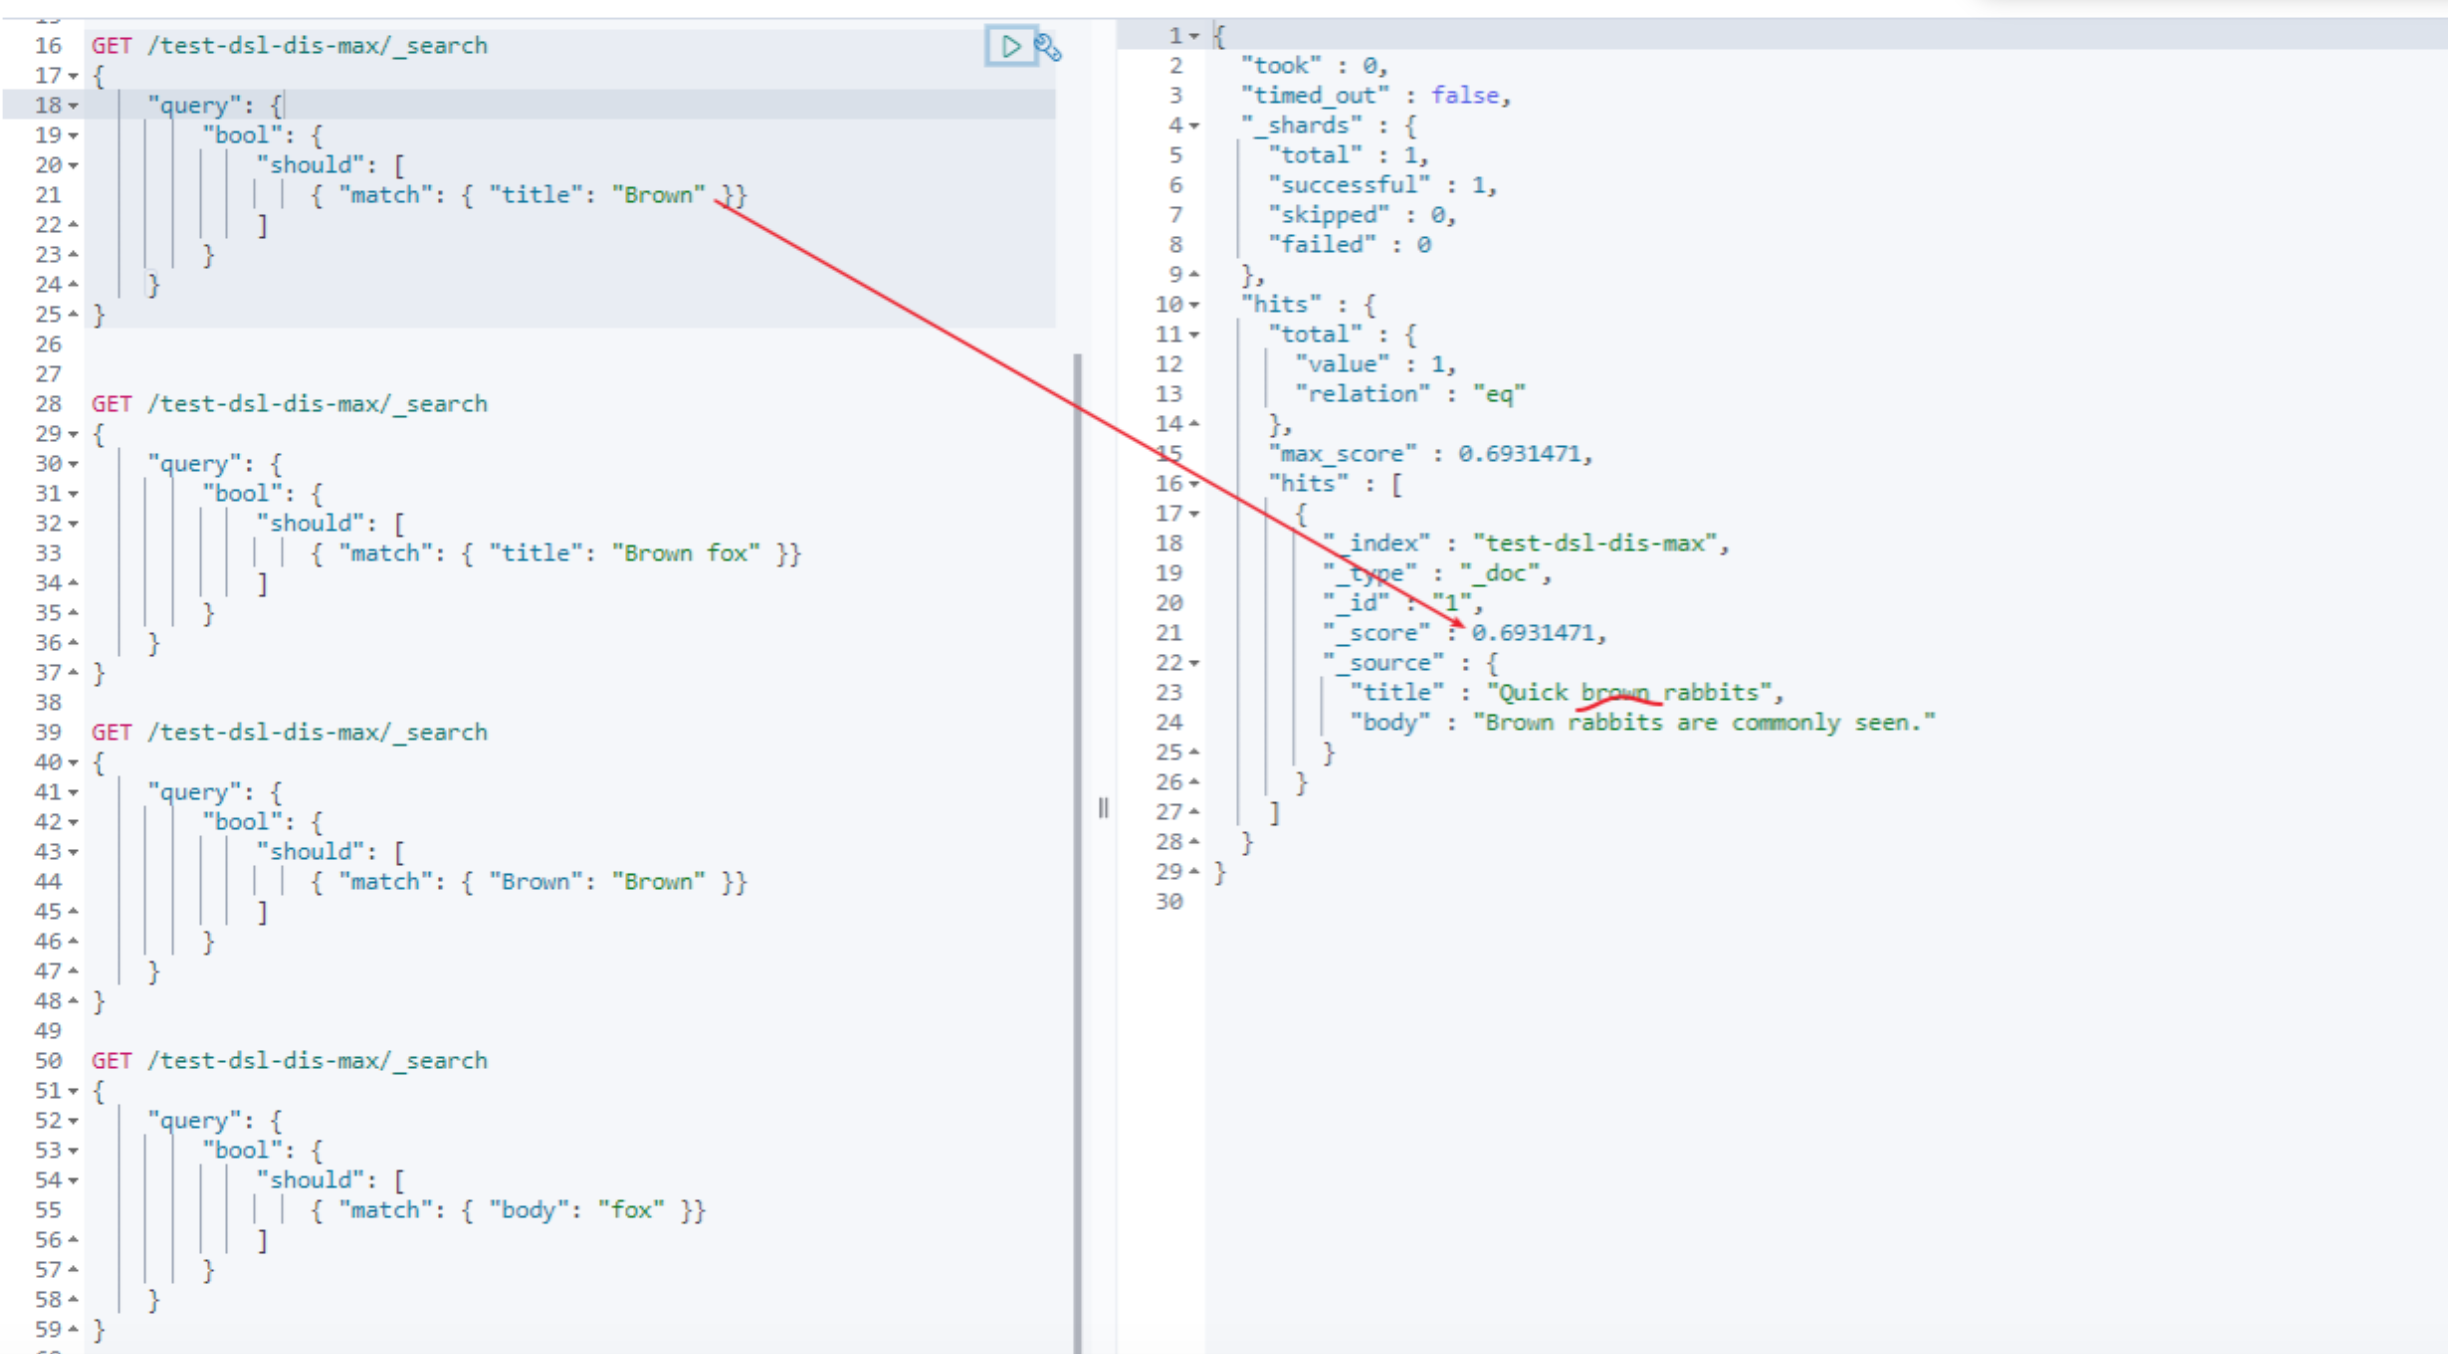 16 GET /test-dsl-dis-max/_search
17 {
18 "query": {
19 "bool": {
20 "should": [
21 { "match": { "title": "Brown" }}
22 ]
23 }
24 }
25 }
26
27
28 GET /test-dsl-dis-max/_search
29 {
30 "query": {
31 "bool": {
32 "should": [
33 { "match": { "title": "Brown fox" }}
34 ]
35 }
36 }
37 }
38
39 GET /test-dsl-dis-max/_search
40 {
41 "query": {
42 "bool": {
43 "should": [
44 { "match": { "Brown": "Brown" }}
45 ]
46 }
47 }
48 }
49
50 GET /test-dsl-dis-max/_search
51 {
52 "query": {
53 "bool": {
54 "should": [
55 { "match": { "body": "fox" }}
56 ]
57 }
58 }
59 }
1 {
2 "took" : 0,
3 "timed_out" : false,
4 "_shards" : {
5 "total" : 1,
6 "successful" : 1,
7 "skipped" : 0,
8 "failed" : 0
9 },
10 "hits" : {
11 "total" : {
12 "value" : 1,
13 "relation" : "eq"
14 },
15 "max_score" : 0.6931471,
16 "hits" : [
17 {
18 "_index" : "test-dsl-dis-max",
19 "_type" : "_doc",
20 "_id" : "1",
21 "_score" : 0.6931471,
22 "_source" : {
23 "title" : "Quick brown rabbits",
24 "body" : "Brown rabbits are commonly seen."
25 }
26 }
27 ]
28 }
29 }
30